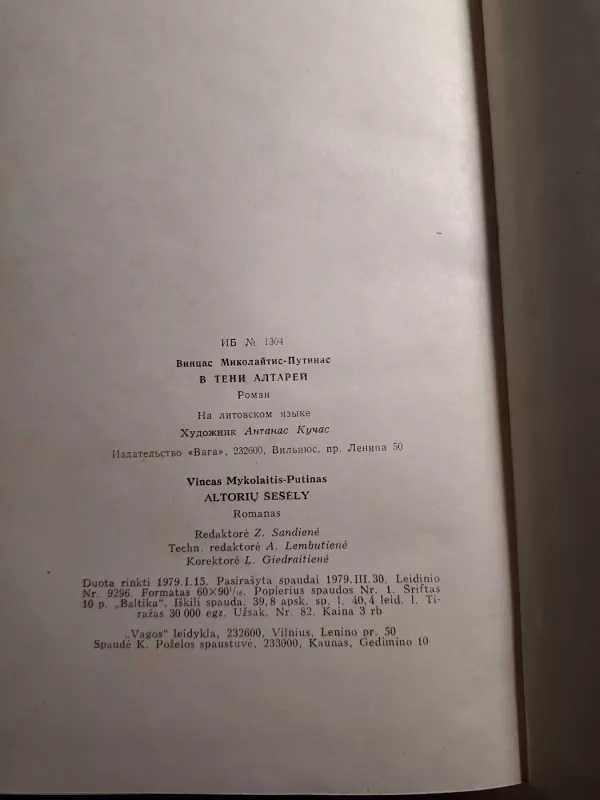 ИБ № 1304
Винцас Миколайтис-Путинас
В ТЕНИ АЛТАРЕЙ
Роман
На литовском языке
Художник Антанас Кучас
Издательство «Вага», 232600, Вильнюс, пр. Ленина 50
Vincas Mykolaitis-Putinas
ALTORIŲ ŠEŠĖLY
Romanas
Redaktorė Z. Sandienė
Techn. redaktorė A. Lembutienė
Korektorė L. Giedraitienė
Duota rinkti 1979.I.15. Pasirašyta spaudai 1979.III.30. Leidinio
Nr. 9296. Formatas 60×90¹/₁₆. Popierius spaudos Nr. 1. Šriftas
10 p. „Baltika“. Iškili spauda. 39,8 apsk. sp. l. 40,4 leid. l. Ti-
ražas 30 000 egz. Užsak. Nr. 82. Kaina 3 rb
„Vagos“ leidykla, 232600, Vilnius, Lenino pr. 50
Spaudė K. Poželos spaustuvė, 233000, Kaunas, Gedimino 10